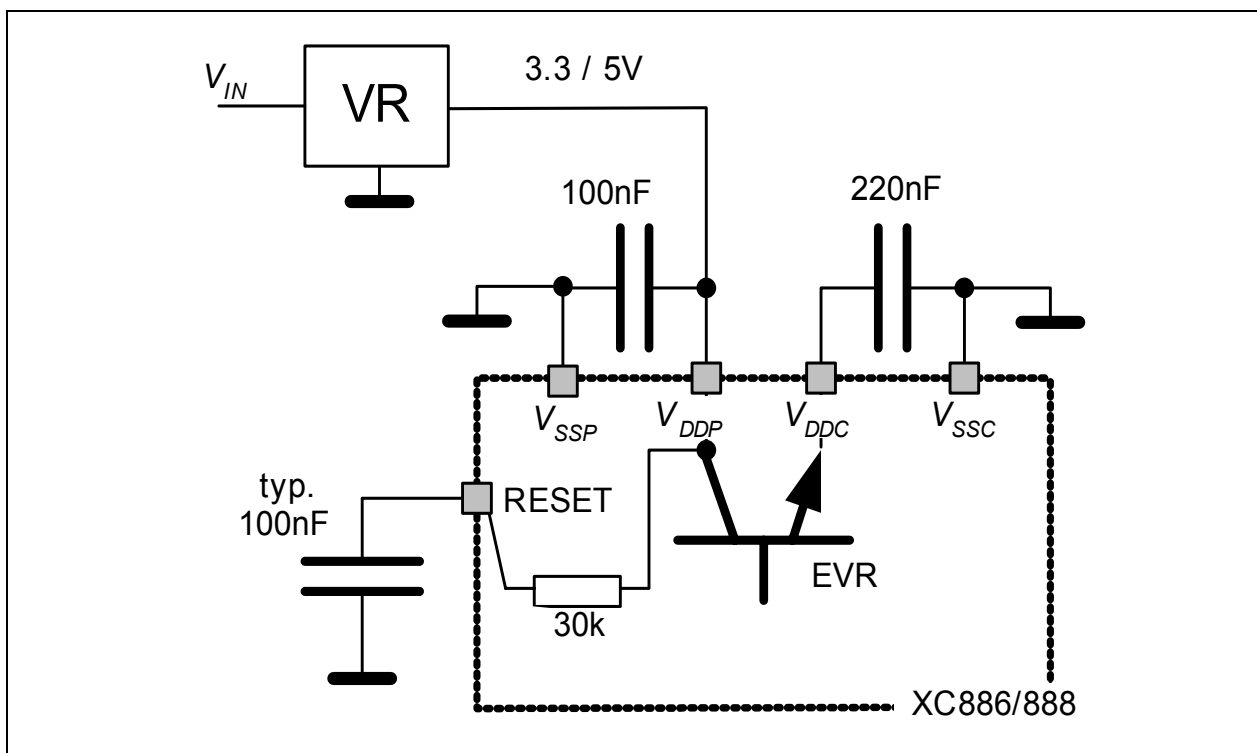 V_IN
VR
3.3 / 5V
100nF
220nF
V_SSP
V_DDP
V_DDC
V_SSC
typ.
100nF
RESET
30k
EVR
XC886/888